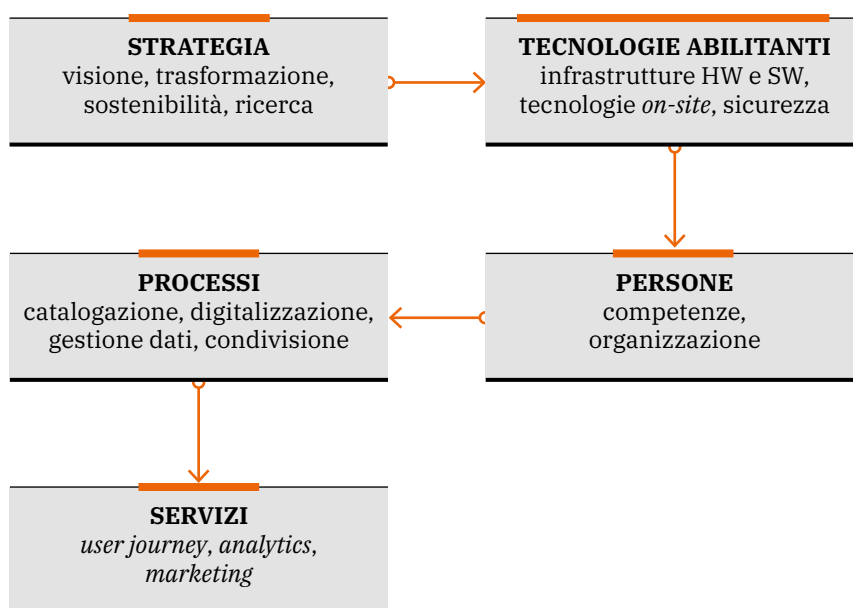 STRATEGIA
visione, trasformazione,
sostenibilità, ricerca
TECNOLOGIE ABILITANTI
infrastrutture HW e SW,
tecnologie on-site, sicurezza
PERSONE
competenze,
organizzazione
PROCESSI
catalogazione, digitalizzazione,
gestione dati, condivisione
SERVIZI
user journey, analytics,
marketing